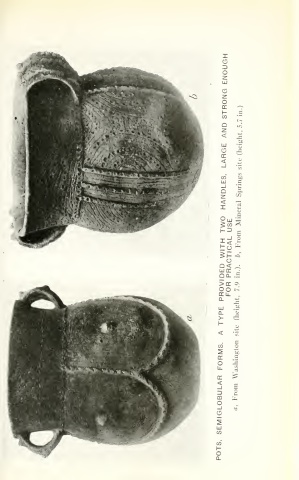 b
a
POTS, SEMIGLOBULAR FORMS. A TYPE PROVIDED WITH TWO HANDLES, LARGE AND STRONG ENOUGH
FOR PRACTICAL USE
a, From Washington site (height, 7.9 in.). b, From Mineral Springs site (height, 5.7 in.)